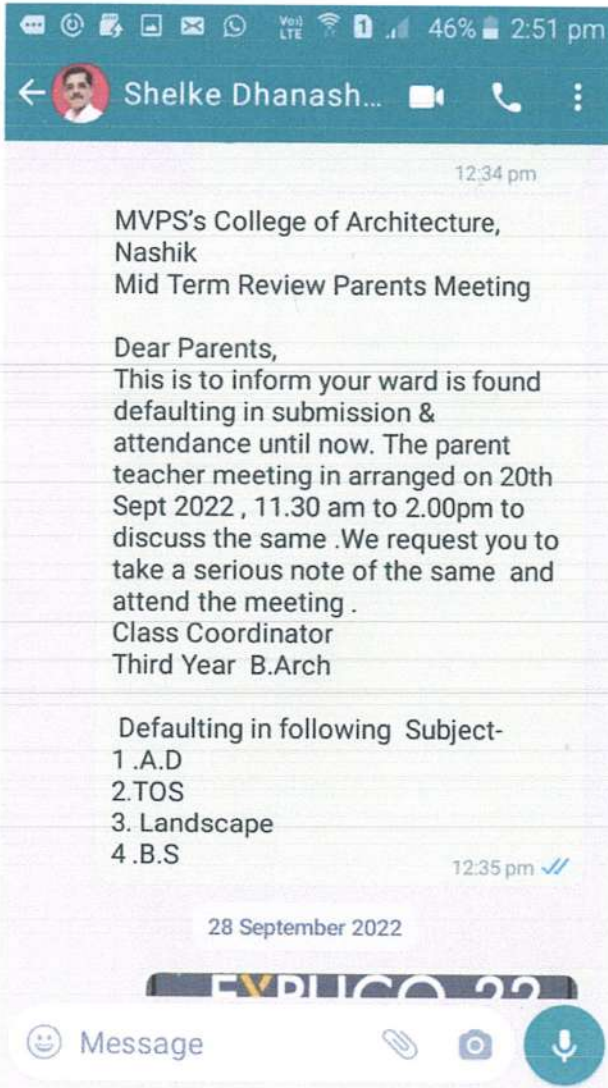 Vo)) LTE 1 46% 2:51 pm
Shelke Dhanash...
12:34 pm
MVPS's College of Architecture,
Nashik
Mid Term Review Parents Meeting
Dear Parents,
This is to inform your ward is found
defaulting in submission &
attendance until now. The parent
teacher meeting in arranged on 20th
Sept 2022 , 11.30 am to 2.00pm to
discuss the same .We request you to
take a serious note of the same and
attend the meeting .
Class Coordinator
Third Year B.Arch
Defaulting in following Subject-
1 .A.D
2.TOS
3. Landscape
4 .B.S
12:35 pm
28 September 2022
Message